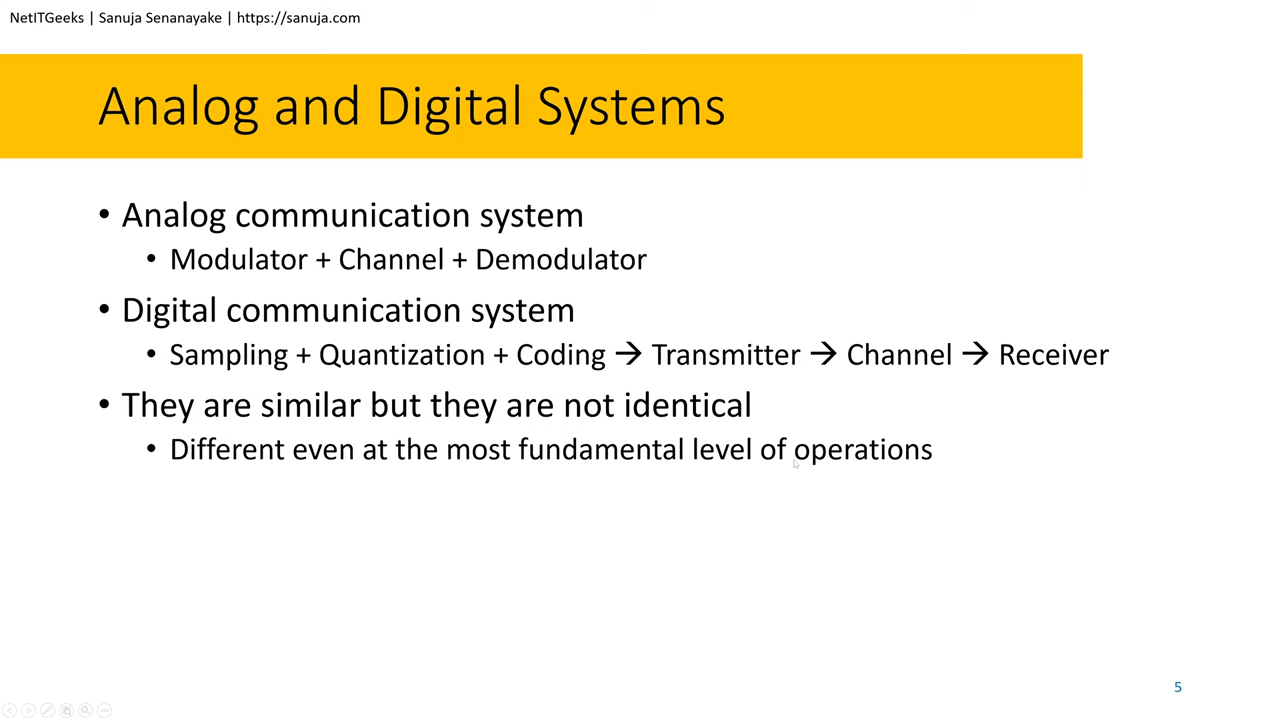 NetITGeeks | Sanuja Senanayake | https://sanuja.com
Analog and Digital Systems
• Analog communication system
• Modulator + Channel + Demodulator
• Digital communication system
• Sampling + Quantization + Coding → Transmitter → Channel → Receiver
• They are similar but they are not identical
• Different even at the most fundamental level of operations
5